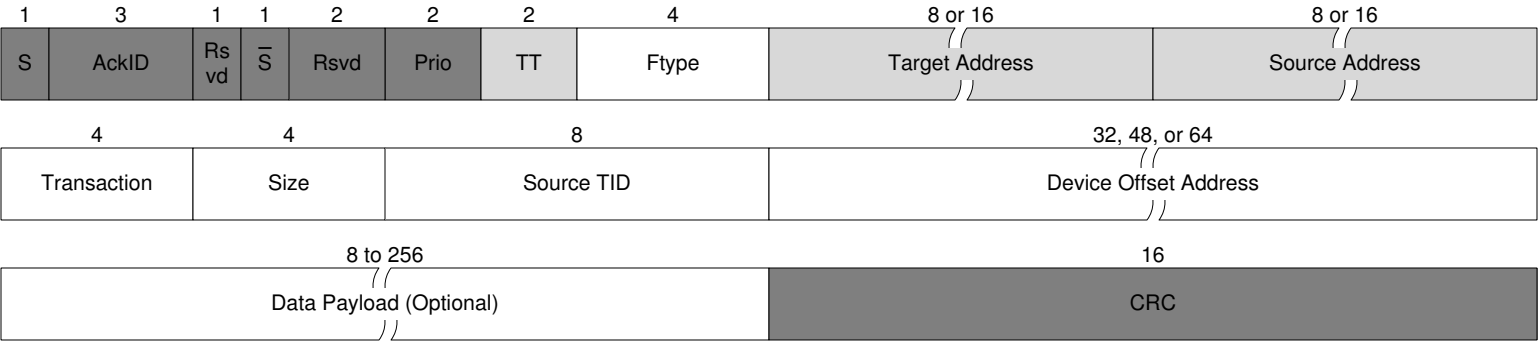 1 3 1 1 2 2 2 4 8 or 16 8 or 16
S AckID Rs vd S̅ Rsvd Prio TT Ftype Target Address Source Address
4 4 8 32, 48, or 64
Transaction Size Source TID Device Offset Address
8 to 256 16
Data Payload (Optional) CRC